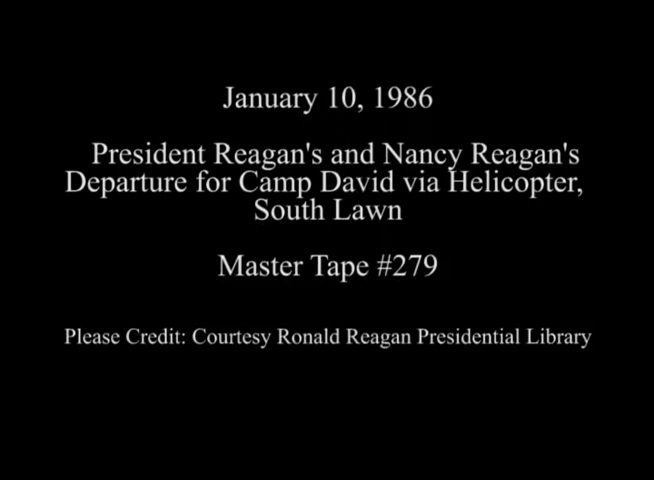 January 10, 1986
President Reagan's and Nancy Reagan's
Departure for Camp David via Helicopter,
South Lawn
Master Tape #279
Please Credit: Courtesy Ronald Reagan Presidential Library